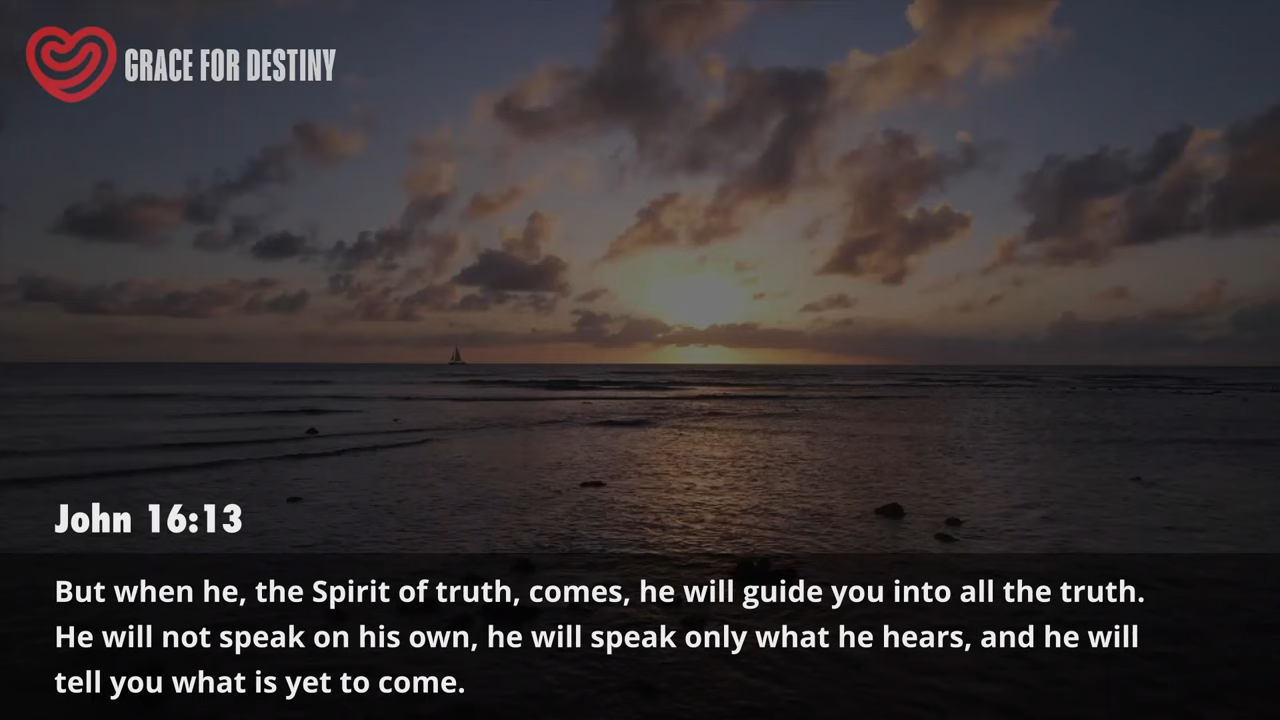 GRACE FOR DESTINY
John 16:13
But when he, the Spirit of truth, comes, he will guide you into all the truth.
He will not speak on his own, he will speak only what he hears, and he will
tell you what is yet to come.